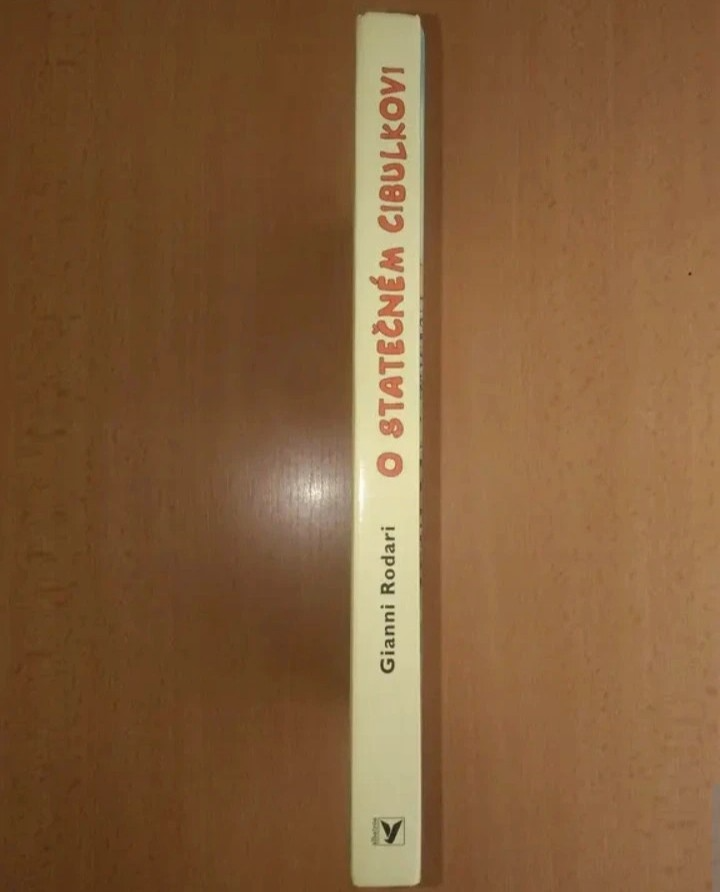 Gianni Rodari
O STATEČNÉM CIBULKOVI